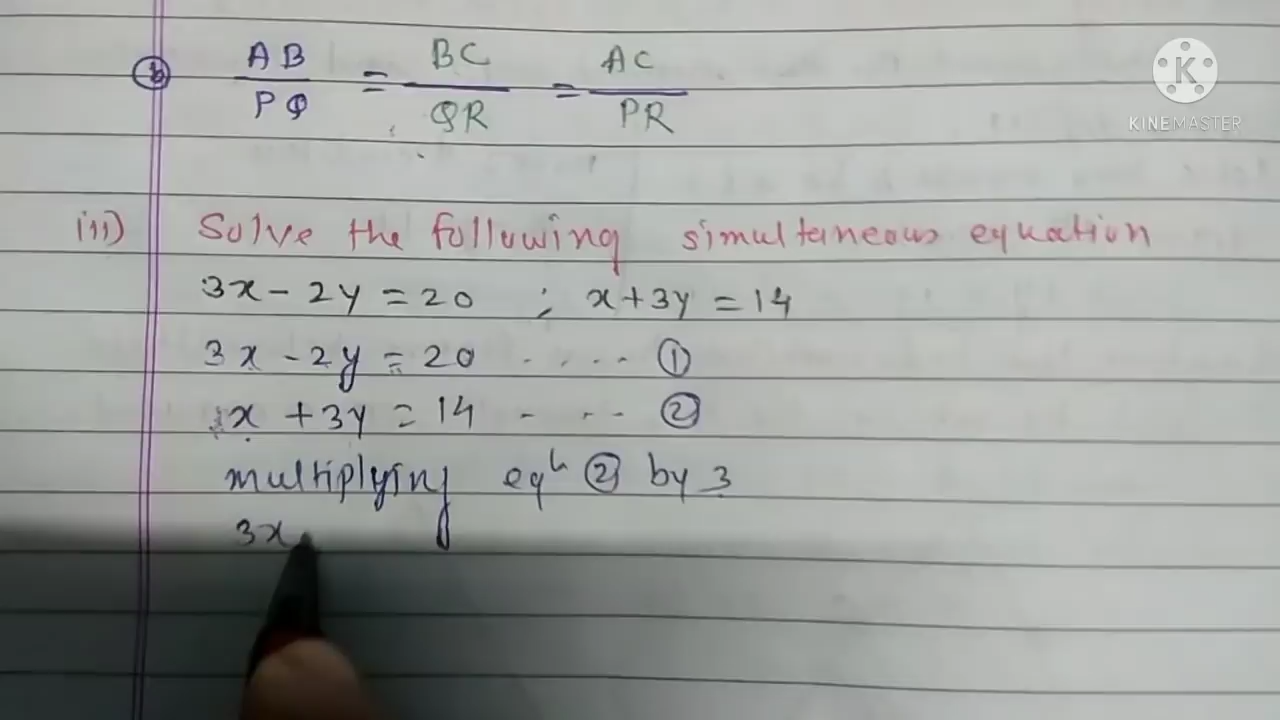 ⓑ AB/PQ = BC/QR = AC/PR
K
KINEMASTER
iii) Solve the following simultaneous equation
3x - 2y = 20 ; x + 3y = 14
3x - 2y = 20 - - - - ①
x + 3y = 14 - - - ②
multiplying eqn ② by 3
3x